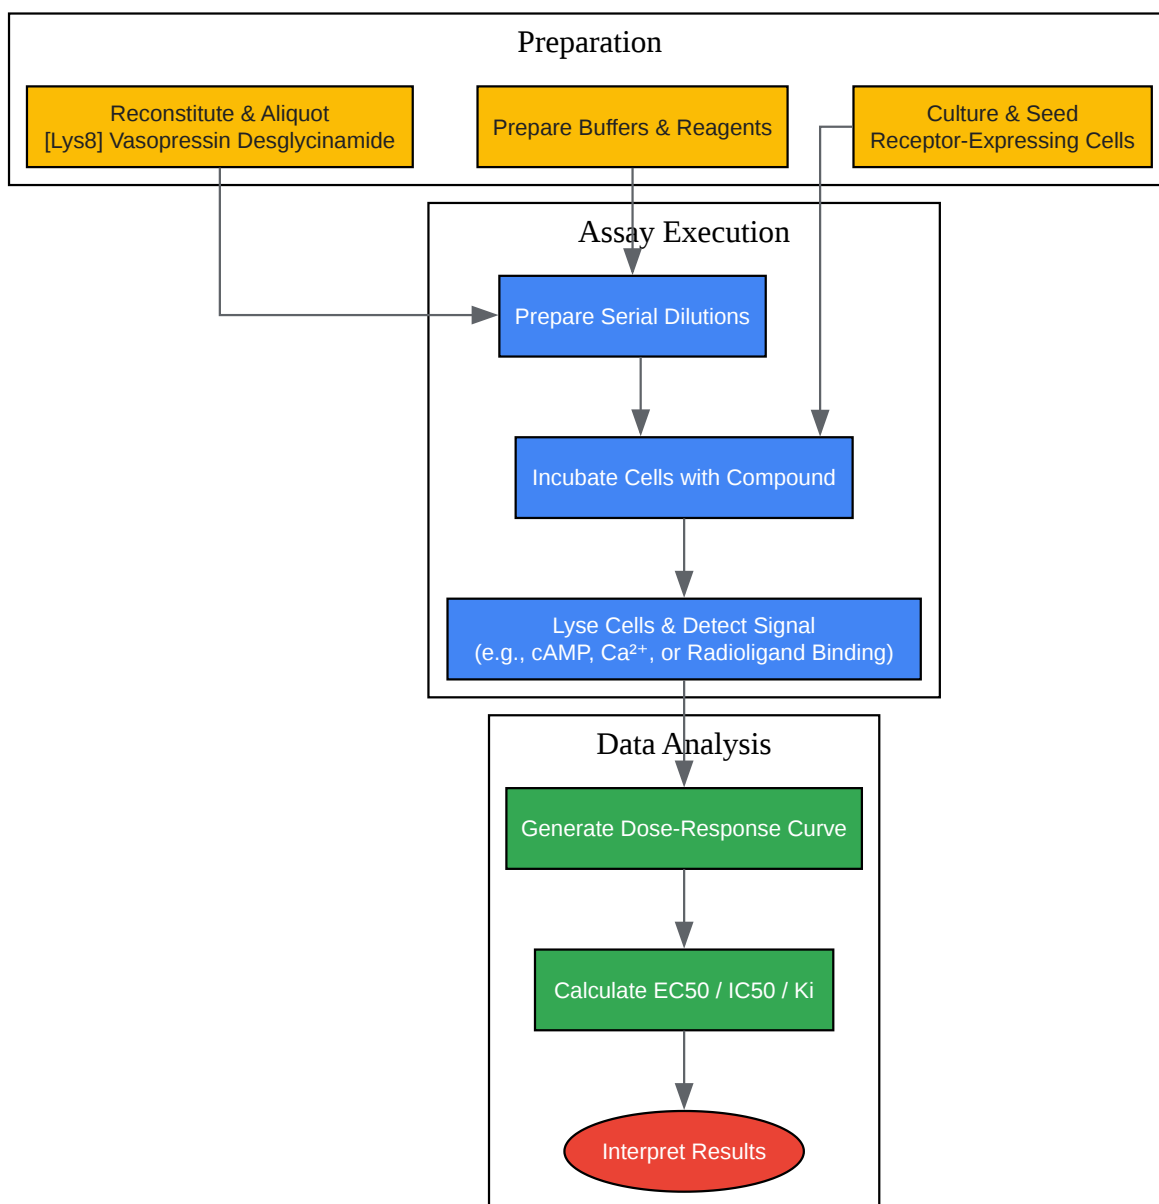 Preparation
Reconstitute & Aliquot
[Lys8] Vasopressin Desglycinamide
Prepare Buffers & Reagents
Culture & Seed
Receptor-Expressing Cells
Assay Execution
Prepare Serial Dilutions
Incubate Cells with Compound
Lyse Cells & Detect Signal
(e.g., cAMP, Ca²⁺, or Radioligand Binding)
Data Analysis
Generate Dose-Response Curve
Calculate EC50 / IC50 / Ki
Interpret Results